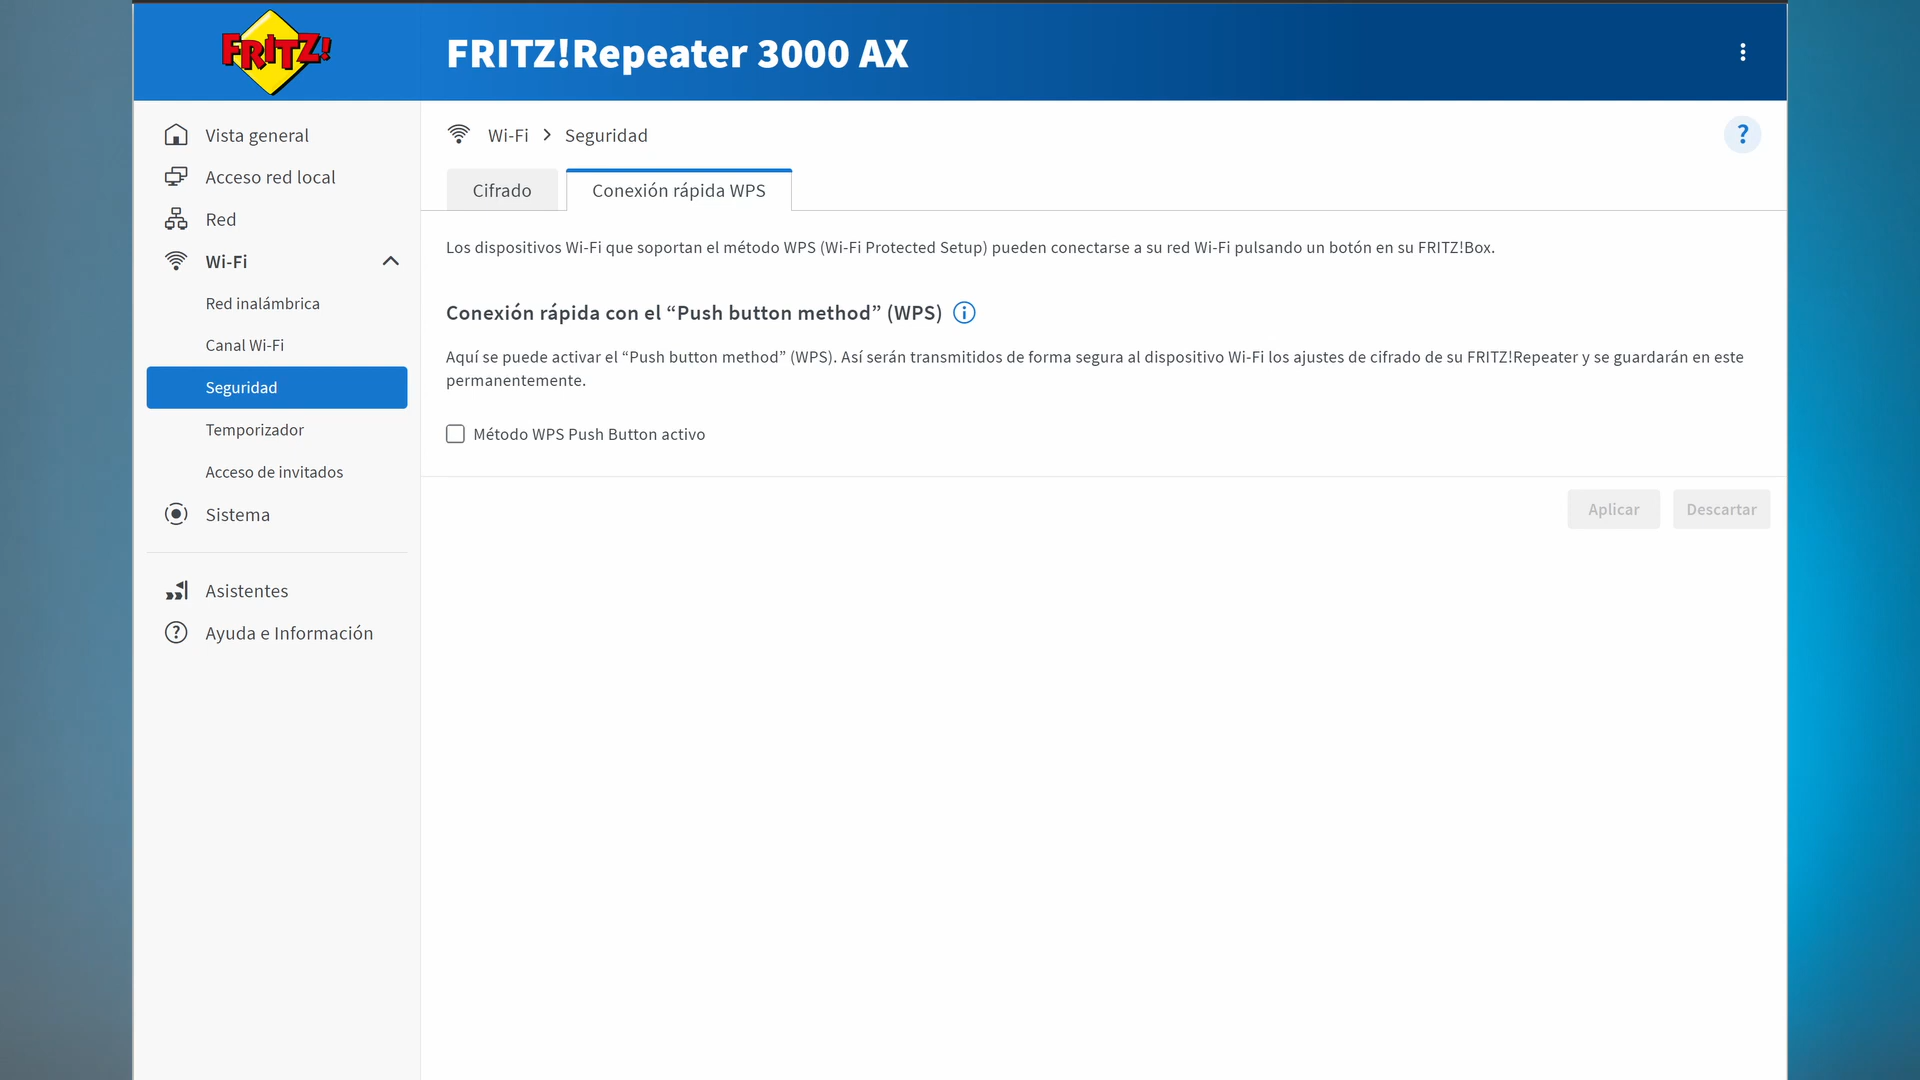 FRITZ!
FRITZ!Repeater 3000 AX
Vista general
Acceso red local
Red
Wi-Fi
Red inalámbrica
Canal Wi-Fi
Seguridad
Temporizador
Acceso de invitados
Sistema
Asistentes
Ayuda e Información
Wi-Fi > Seguridad
?
Cifrado
Conexión rápida WPS
Los dispositivos Wi-Fi que soportan el método WPS (Wi-Fi Protected Setup) pueden conectarse a su red Wi-Fi pulsando un botón en su FRITZ!Box.
Conexión rápida con el “Push button method” (WPS)
Aquí se puede activar el “Push button method” (WPS). Así serán transmitidos de forma segura al dispositivo Wi-Fi los ajustes de cifrado de su FRITZ!Repeater y se guardarán en este
permanentemente.
Método WPS Push Button activo
Aplicar
Descartar